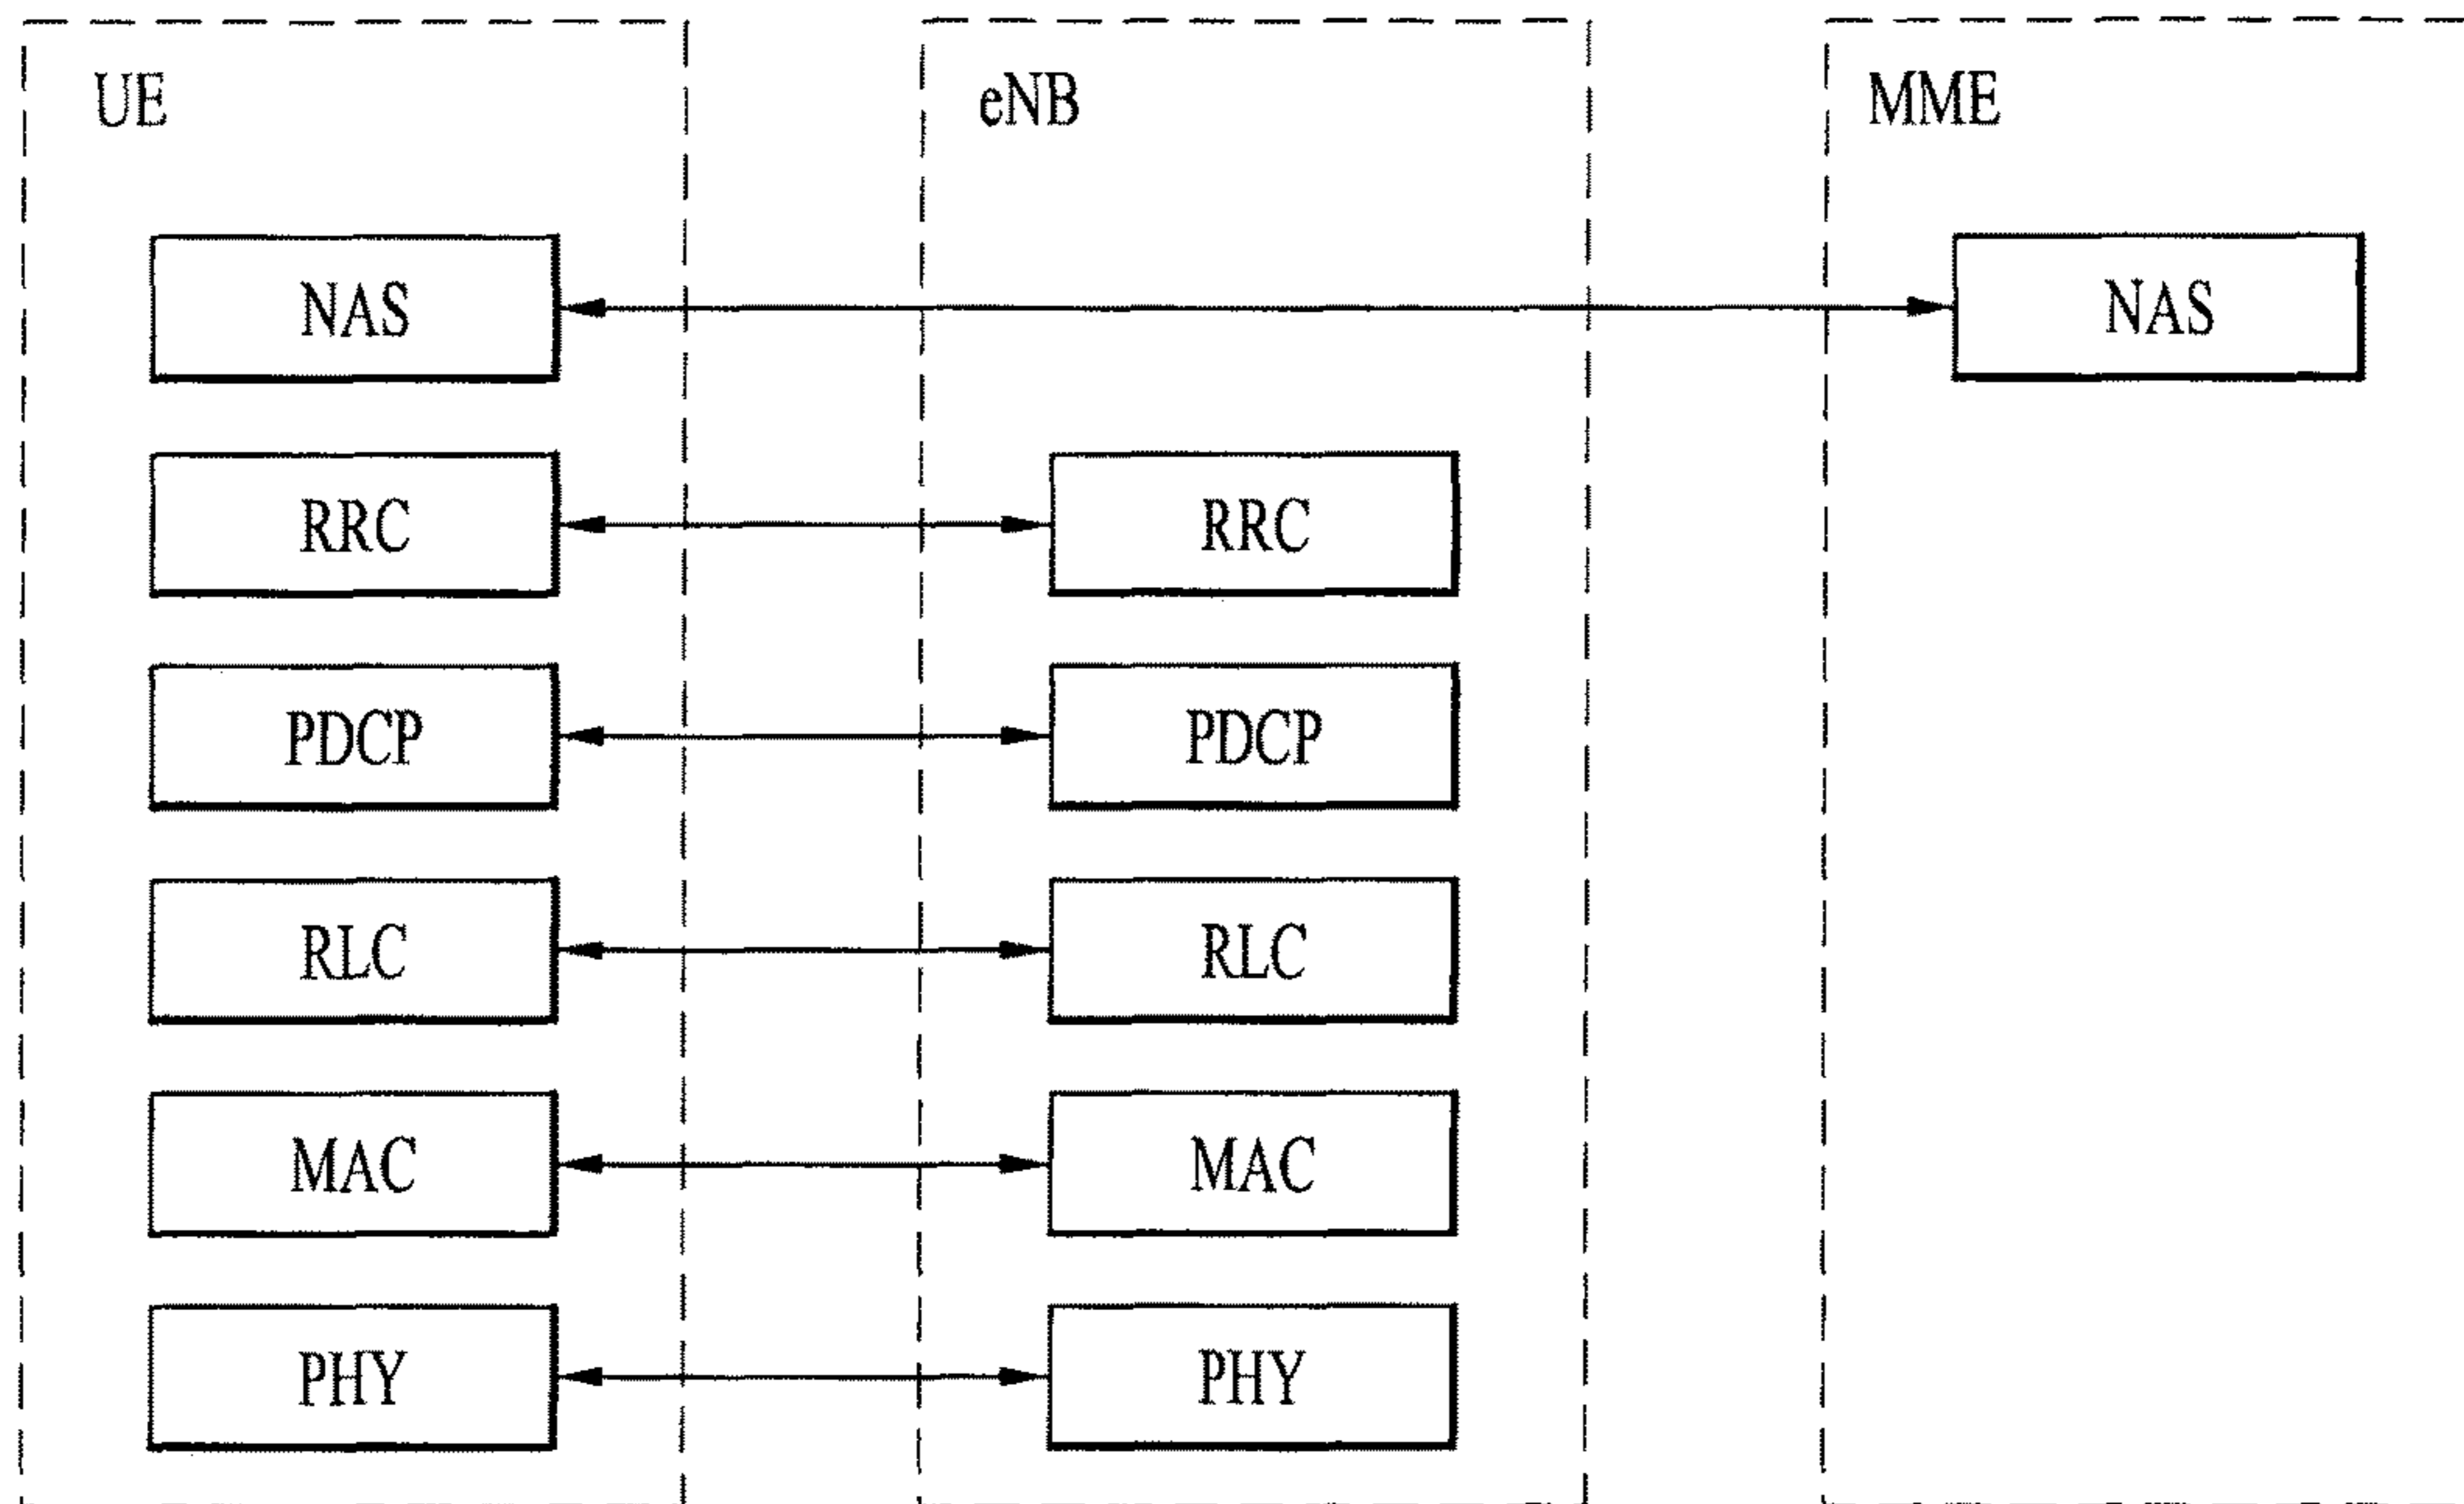 UE
eNB
MME
NAS
NAS
RRC
RRC
PDCP
PDCP
RLC
RLC
MAC
MAC
PHY
PHY